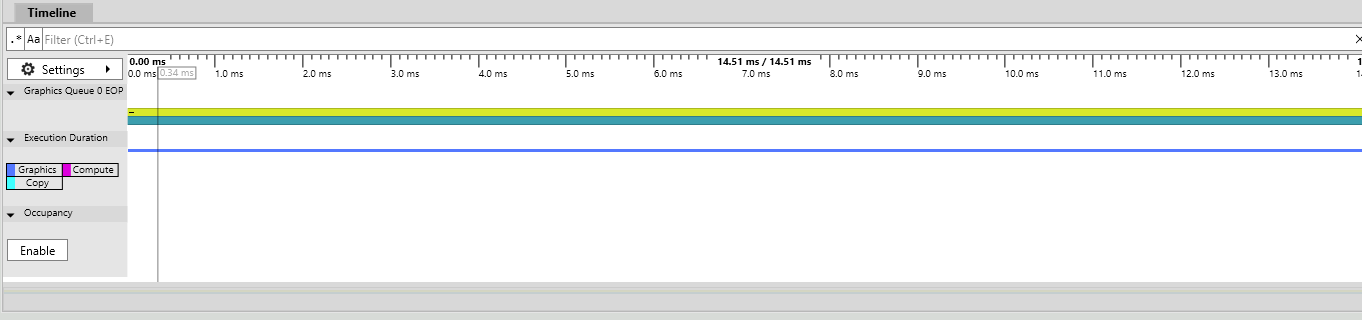 Timeline
.* Aa Filter (Ctrl+E)
Settings
0.00 ms 14.51 ms / 14.51 ms
0.0 ms 0.34 ms 1.0 ms 2.0 ms 3.0 ms 4.0 ms 5.0 ms 6.0 ms 7.0 ms 8.0 ms 9.0 ms 10.0 ms 11.0 ms 12.0 ms 13.0 ms
Graphics Queue 0 EOP
Execution Duration
Graphics Compute
Copy
Occupancy
Enable